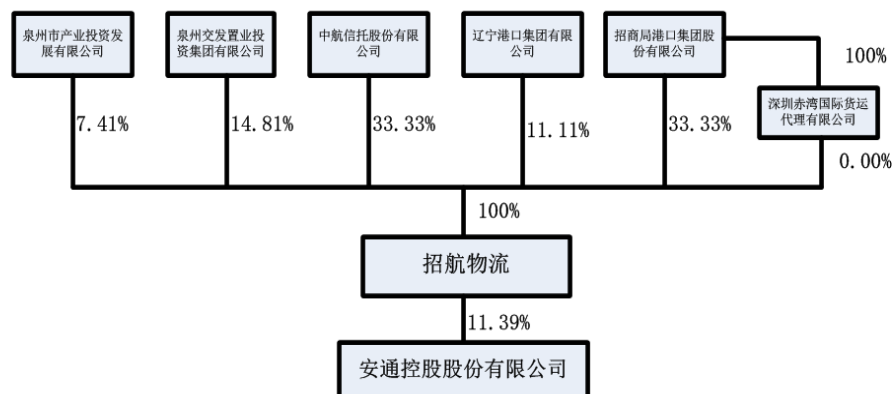 泉州市产业投资发
展有限公司
泉州交发置业投
资集团有限公司
中航信托股份有限
公司
辽宁港口集团有限
公司
招商局港口集团股
份有限公司
100%
深圳赤湾国际货运
代理有限公司
7.41%
14.81%
33.33%
11.11%
33.33%
0.00%
100%
招航物流
11.39%
安通控股股份有限公司